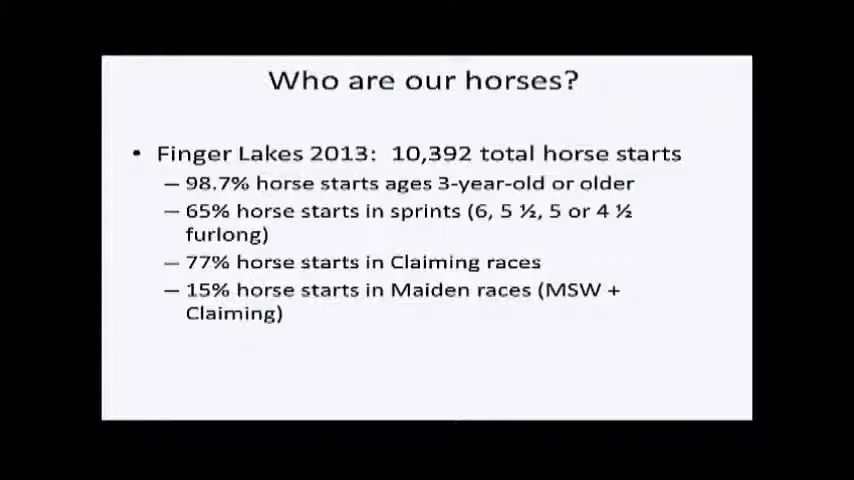 Who are our horses?
• Finger Lakes 2013: 10,392 total horse starts
– 98.7% horse starts ages 3-year-old or older
– 65% horse starts in sprints (6, 5 ½, 5 or 4 ½
furlong)
– 77% horse starts in Claiming races
– 15% horse starts in Maiden races (MSW +
Claiming)